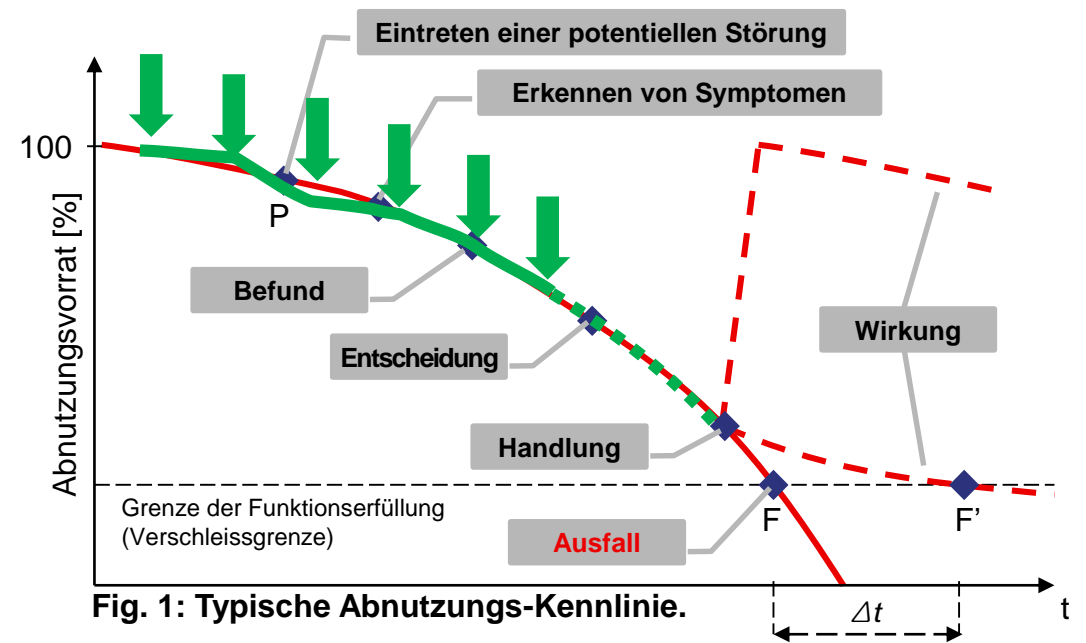 Eintreten einer potentiellen Störung
Erkennen von Symptomen
100
Abnutzungsvorrat [%]
P
Befund
Entscheidung
Wirkung
Handlung
Grenze der Funktionserfüllung
(Verschleissgrenze)
Ausfall
F
F’
Fig. 1: Typische Abnutzungs-Kennlinie.
t
Δt